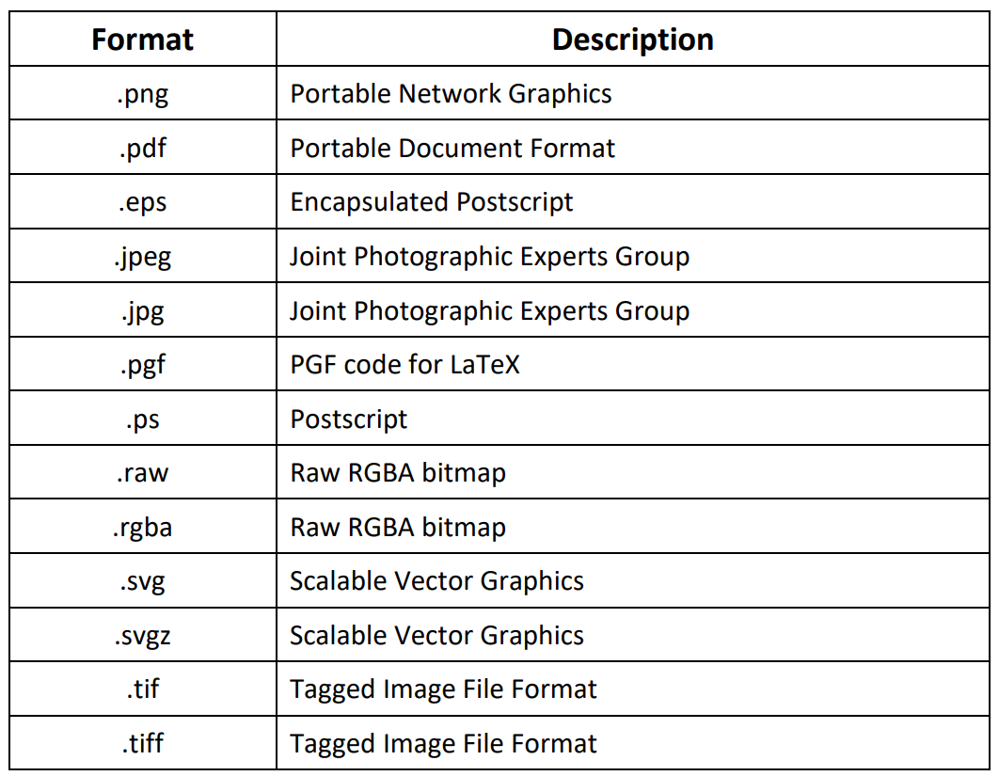 Format Description
.png Portable Network Graphics
.pdf Portable Document Format
.eps Encapsulated Postscript
.jpeg Joint Photographic Experts Group
.jpg Joint Photographic Experts Group
.pgf PGF code for LaTeX
.ps Postscript
.raw Raw RGBA bitmap
.rgba Raw RGBA bitmap
.svg Scalable Vector Graphics
.svgz Scalable Vector Graphics
.tif Tagged Image File Format
.tiff Tagged Image File Format